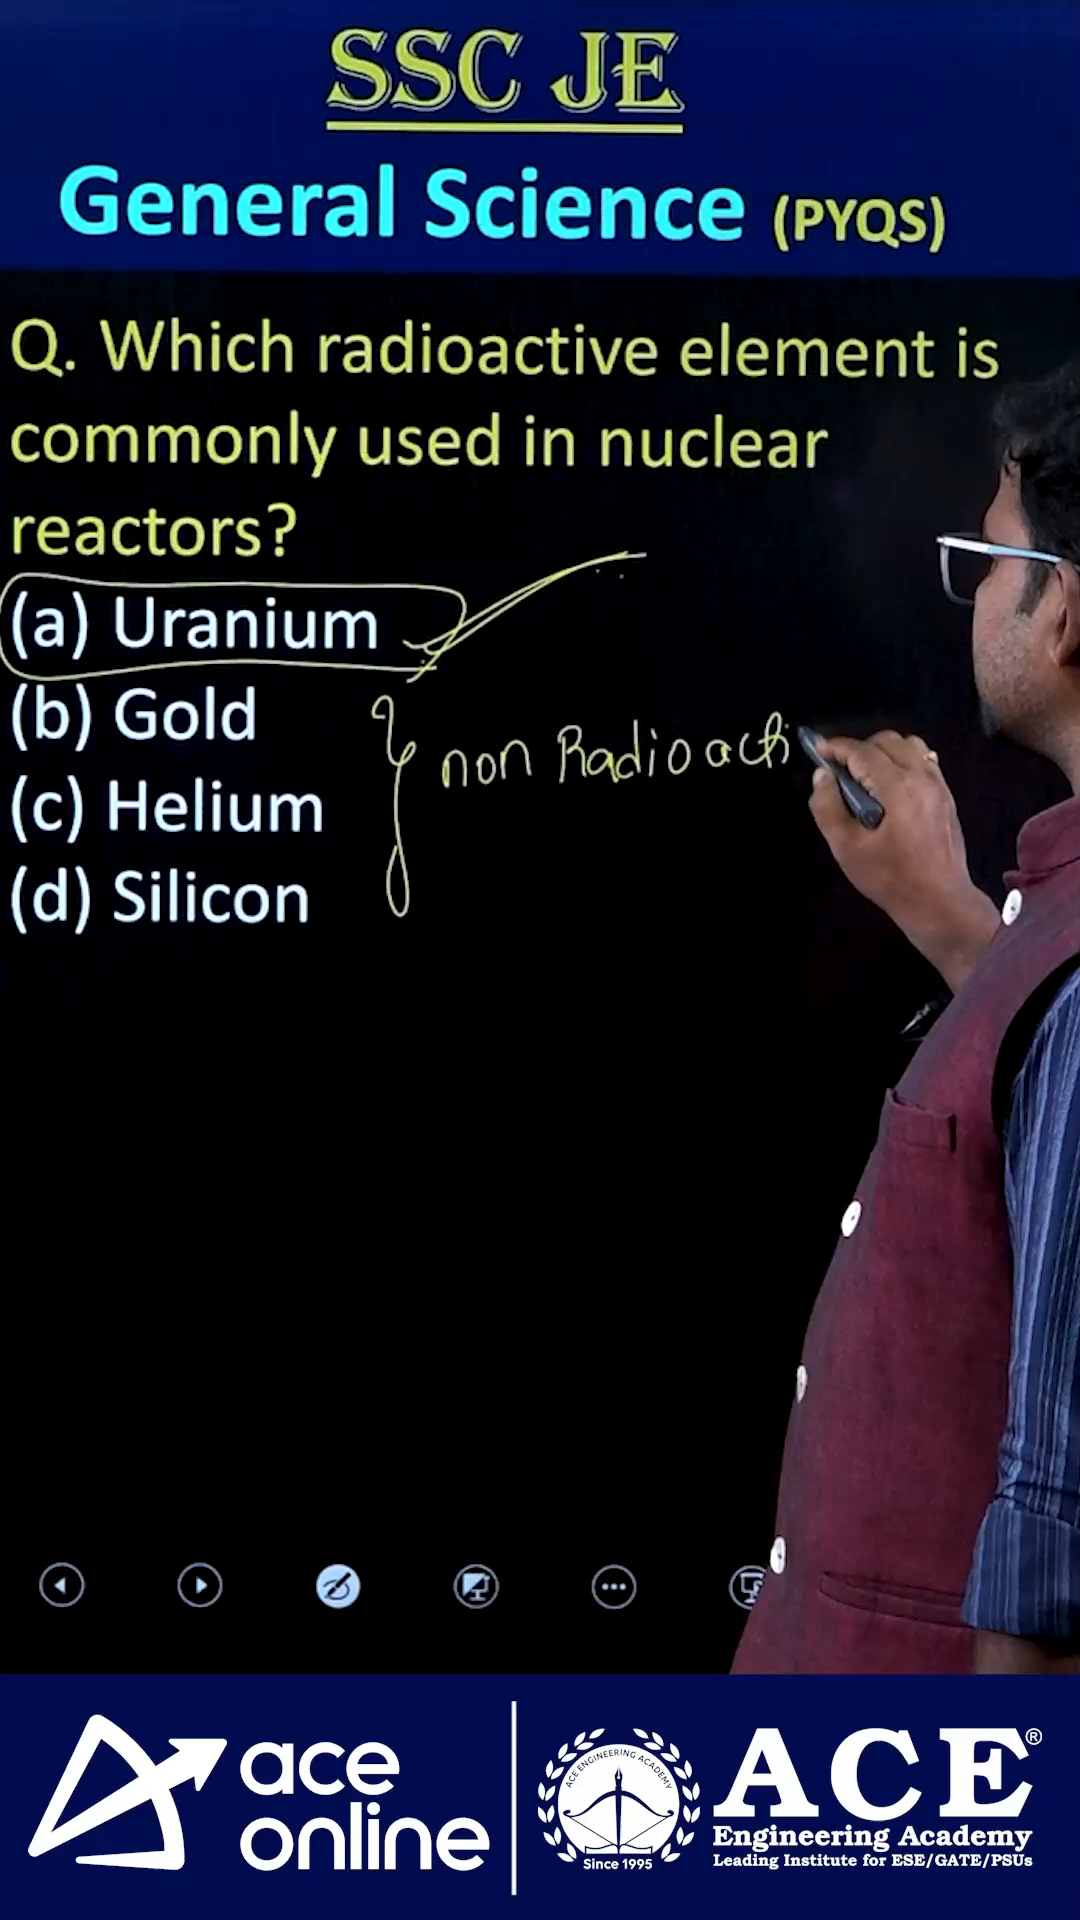 SSC JE
General Science (PYQS)
Q. Which radioactive element is
commonly used in nuclear
reactors?
(a) Uranium
(b) Gold
non Radioacti
(c) Helium
(d) Silicon
ace
online
ACE ENGINEERING ACADEMY
Since 1995
ACE®
Engineering Academy
Leading Institute for ESE/GATE/PSUs